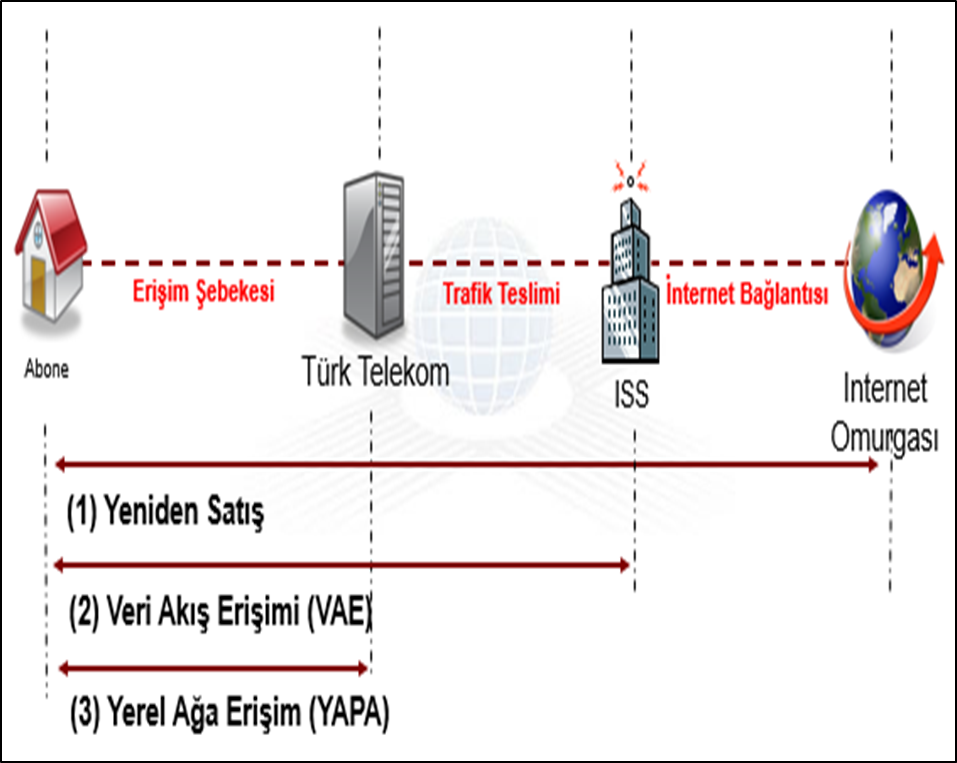 Erişim Şebekesi
Trafik Teslimi
İnternet Bağlantısı
Abone
Türk Telekom
ISS
Internet
Omurgası
(1) Yeniden Satış
(2) Veri Akış Erişimi (VAE)
(3) Yerel Ağa Erişim (YAPA)